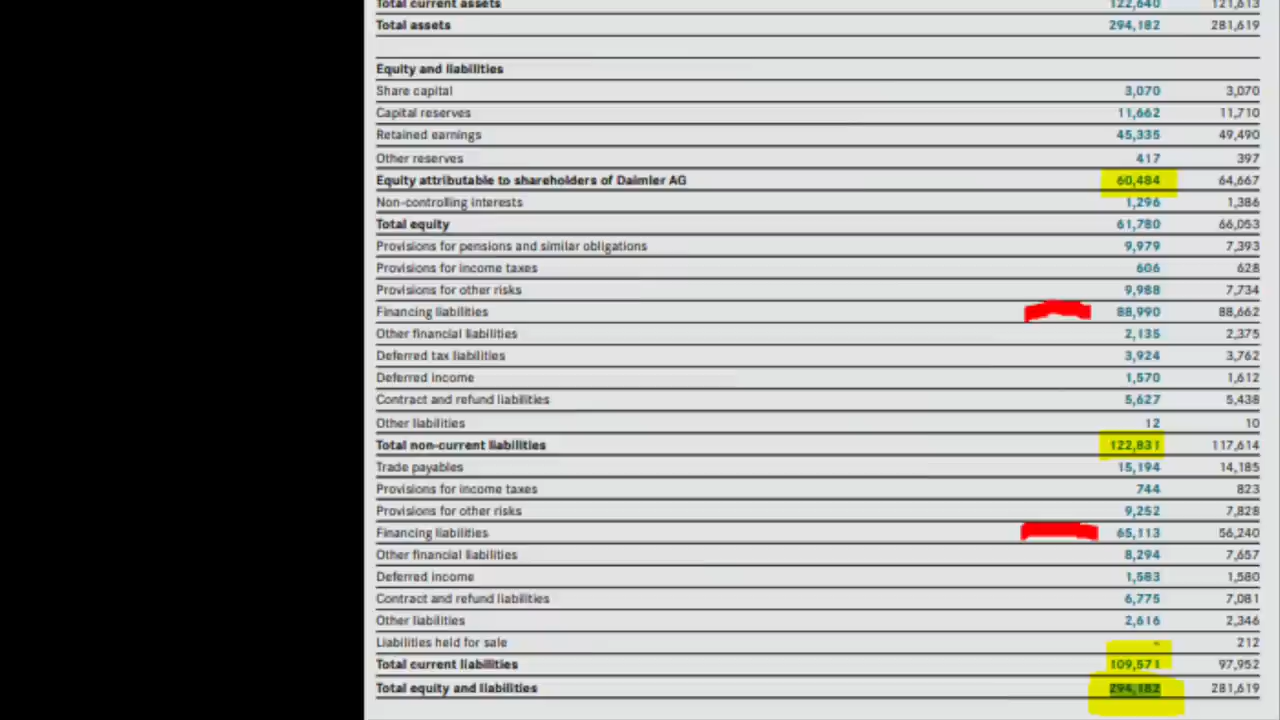 Total current assets 122,640 121,613
Total assets 294,182 281,619
Equity and liabilities
Share capital 3,070 3,070
Capital reserves 11,662 11,710
Retained earnings 45,335 49,490
Other reserves 417 397
Equity attributable to shareholders of Daimler AG 60,484 64,667
Non-controlling interests 1,296 1,386
Total equity 61,780 66,053
Provisions for pensions and similar obligations 9,979 7,393
Provisions for income taxes 606 628
Provisions for other risks 9,988 7,734
Financing liabilities 88,990 88,662
Other financial liabilities 2,135 2,375
Deferred tax liabilities 3,924 3,762
Deferred income 1,570 1,612
Contract and refund liabilities 5,627 5,438
Other liabilities 12 10
Total non-current liabilities 122,831 117,614
Trade payables 15,194 14,185
Provisions for income taxes 744 823
Provisions for other risks 9,252 7,828
Financing liabilities 65,113 56,240
Other financial liabilities 8,294 7,657
Deferred income 1,583 1,580
Contract and refund liabilities 6,775 7,081
Other liabilities 2,616 2,346
Liabilities held for sale - 212
Total current liabilities 109,571 97,952
Total equity and liabilities 294,182 281,619